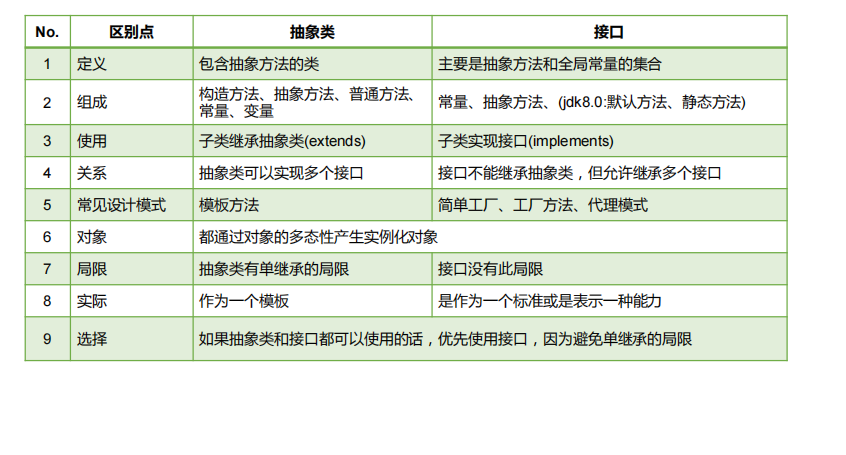 No. 区别点 抽象类 接口
1 定义 包含抽象方法的类 主要是抽象方法和全局常量的集合
2 组成 构造方法、抽象方法、普通方法、
常量、变量 常量、抽象方法、(jdk8.0:默认方法、静态方法)
3 使用 子类继承抽象类(extends) 子类实现接口(implements)
4 关系 抽象类可以实现多个接口 接口不能继承抽象类，但允许继承多个接口
5 常见设计模式 模板方法 简单工厂、工厂方法、代理模式
6 对象 都通过对象的多态性产生实例化对象
7 局限 抽象类有单继承的局限 接口没有此局限
8 实际 作为一个模板 是作为一个标准或是表示一种能力
9 选择 如果抽象类和接口都可以使用的话，优先使用接口，因为避免单继承的局限